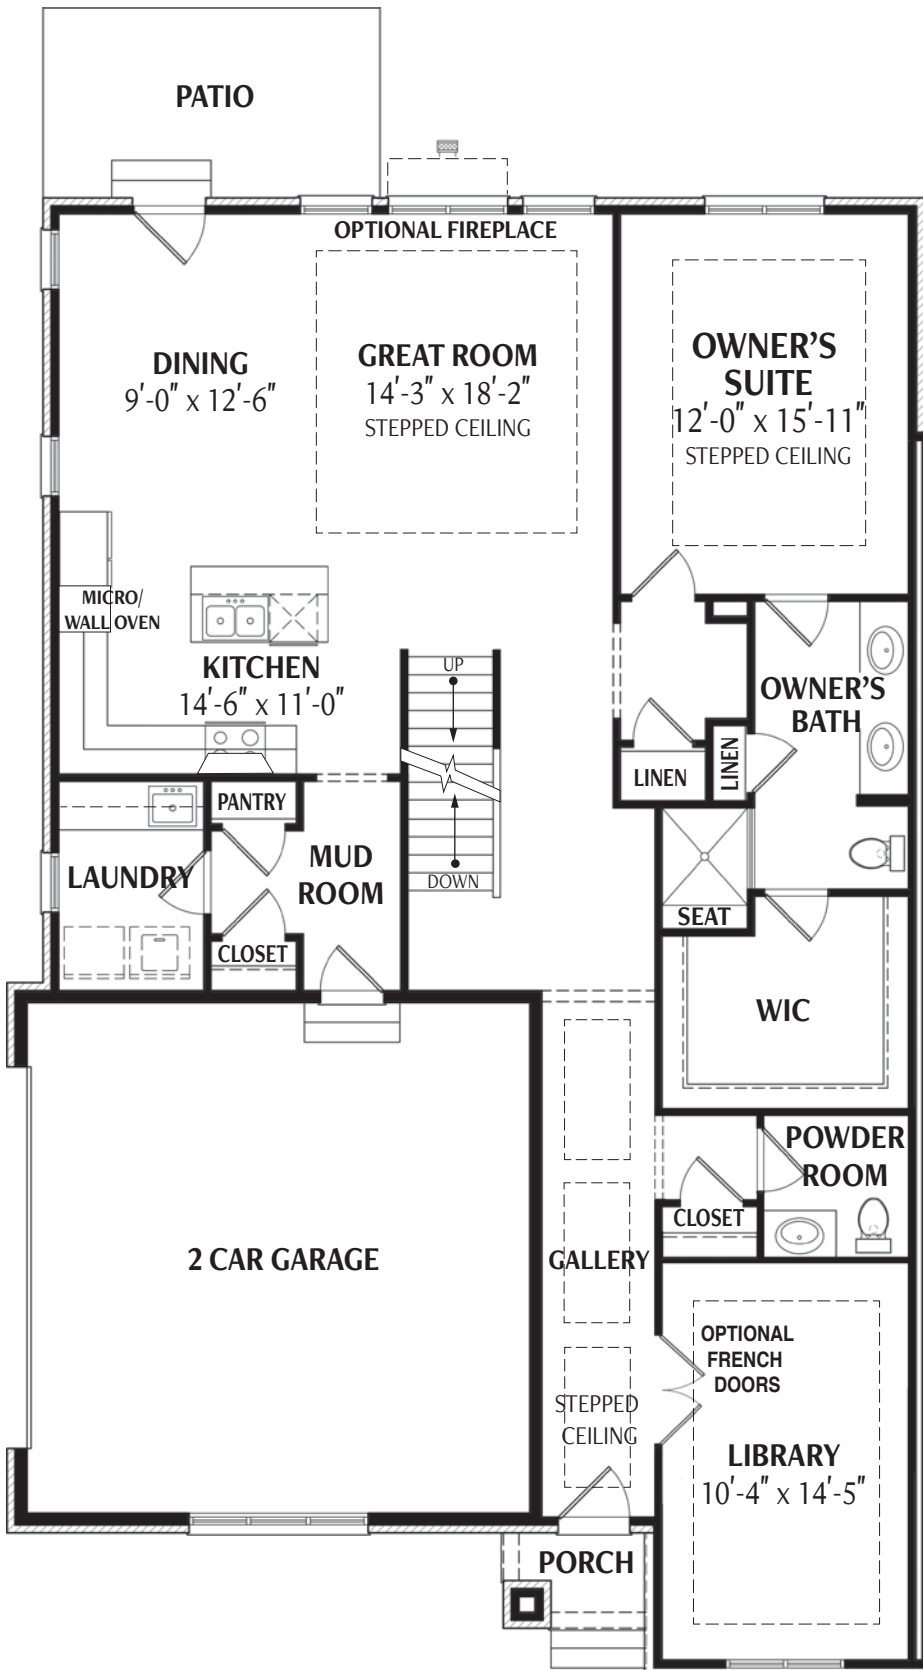 PATIO
OPTIONAL FIREPLACE
DINING
9'-0" x 12'-6"
GREAT ROOM
14'-3" x 18'-2"
STEPPED CEILING
OWNER'S
SUITE
12'-0" x 15'-11"
STEPPED CEILING
MICRO/
WALL OVEN
KITCHEN
14'-6" x 11'-0"
UP
DOWN
OWNER'S
BATH
LINEN
LINEN
PANTRY
LAUNDRY
MUD
ROOM
CLOSET
SEAT
WIC
POWDER
ROOM
CLOSET
2 CAR GARAGE
GALLERY
STEPPED
CEILING
OPTIONAL
FRENCH
DOORS
LIBRARY
10'-4" x 14'-5"
PORCH